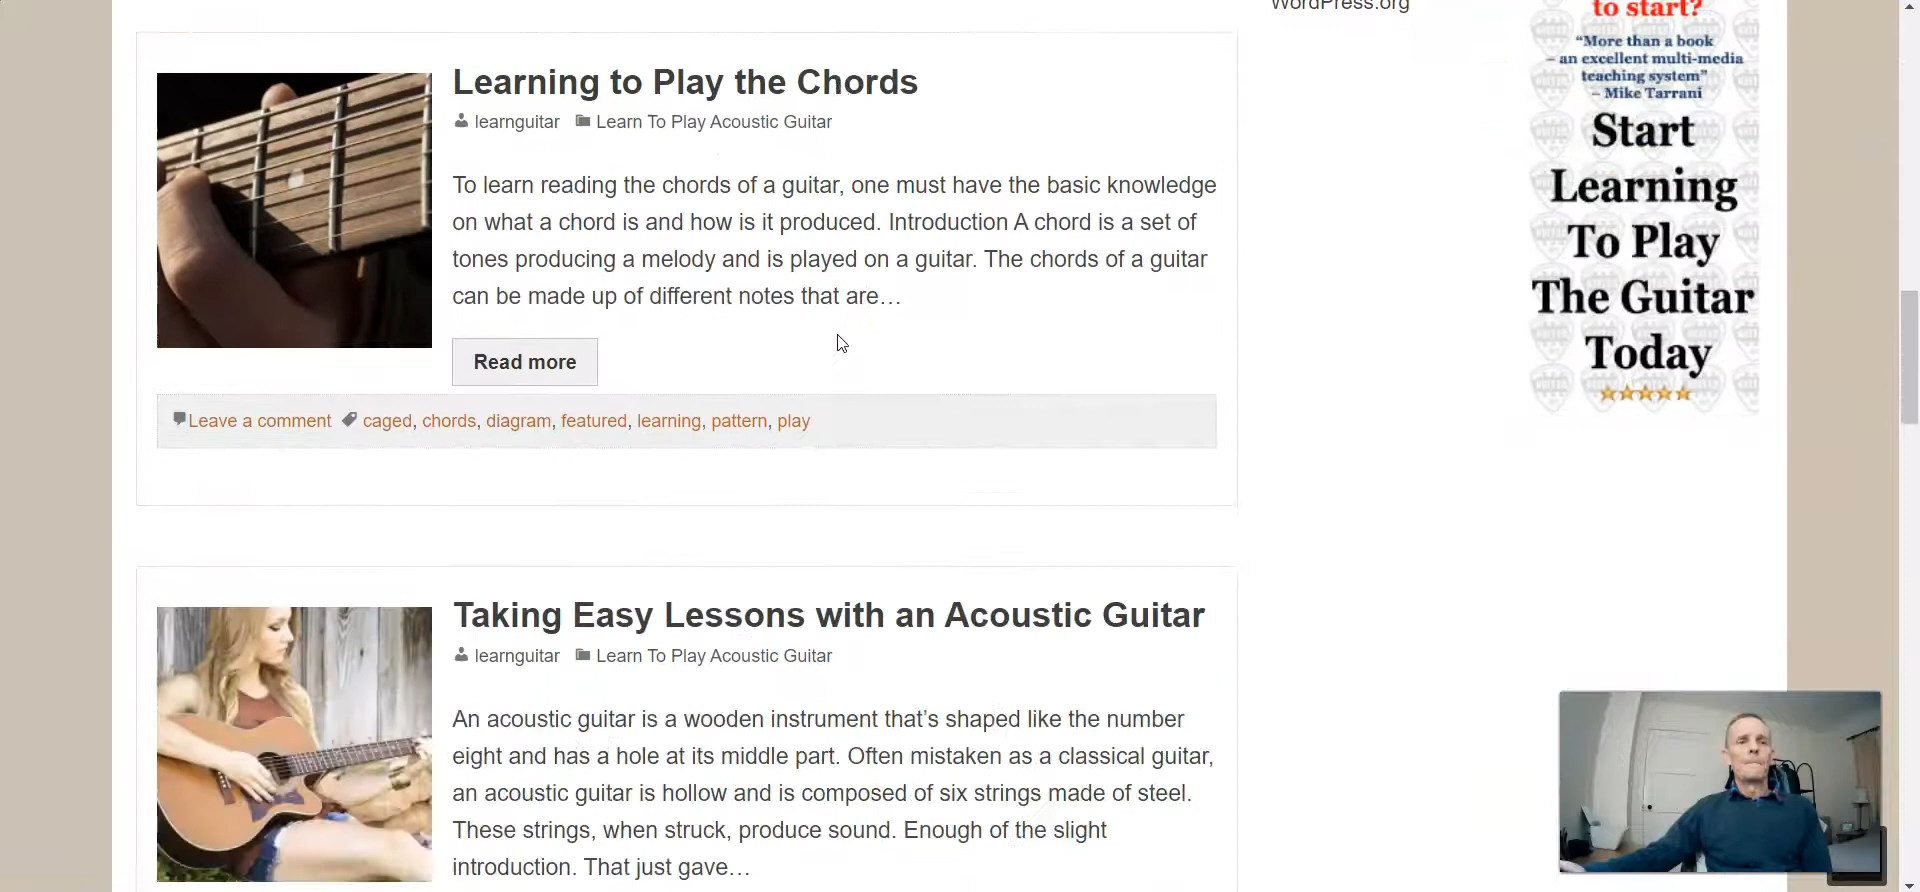 WordPress.org
to start?
“More than a book
– an excellent multi-media
teaching system”
– Mike Tarrani
Start
Learning
To Play
The Guitar
Today
Learning to Play the Chords
learnguitar Learn To Play Acoustic Guitar
To learn reading the chords of a guitar, one must have the basic knowledge
on what a chord is and how is it produced. Introduction A chord is a set of
tones producing a melody and is played on a guitar. The chords of a guitar
can be made up of different notes that are…
Read more
Leave a comment caged, chords, diagram, featured, learning, pattern, play
Taking Easy Lessons with an Acoustic Guitar
learnguitar Learn To Play Acoustic Guitar
An acoustic guitar is a wooden instrument that’s shaped like the number
eight and has a hole at its middle part. Often mistaken as a classical guitar,
an acoustic guitar is hollow and is composed of six strings made of steel.
These strings, when struck, produce sound. Enough of the slight
introduction. That just gave…